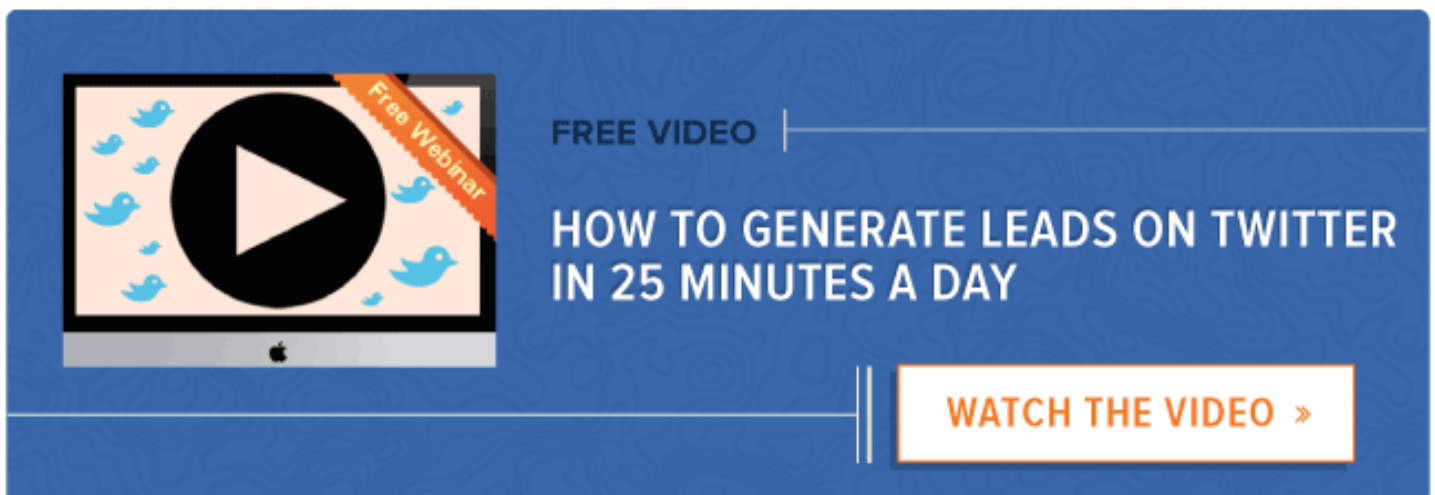 Free Webinar
FREE VIDEO
HOW TO GENERATE LEADS ON TWITTER
IN 25 MINUTES A DAY
WATCH THE VIDEO »